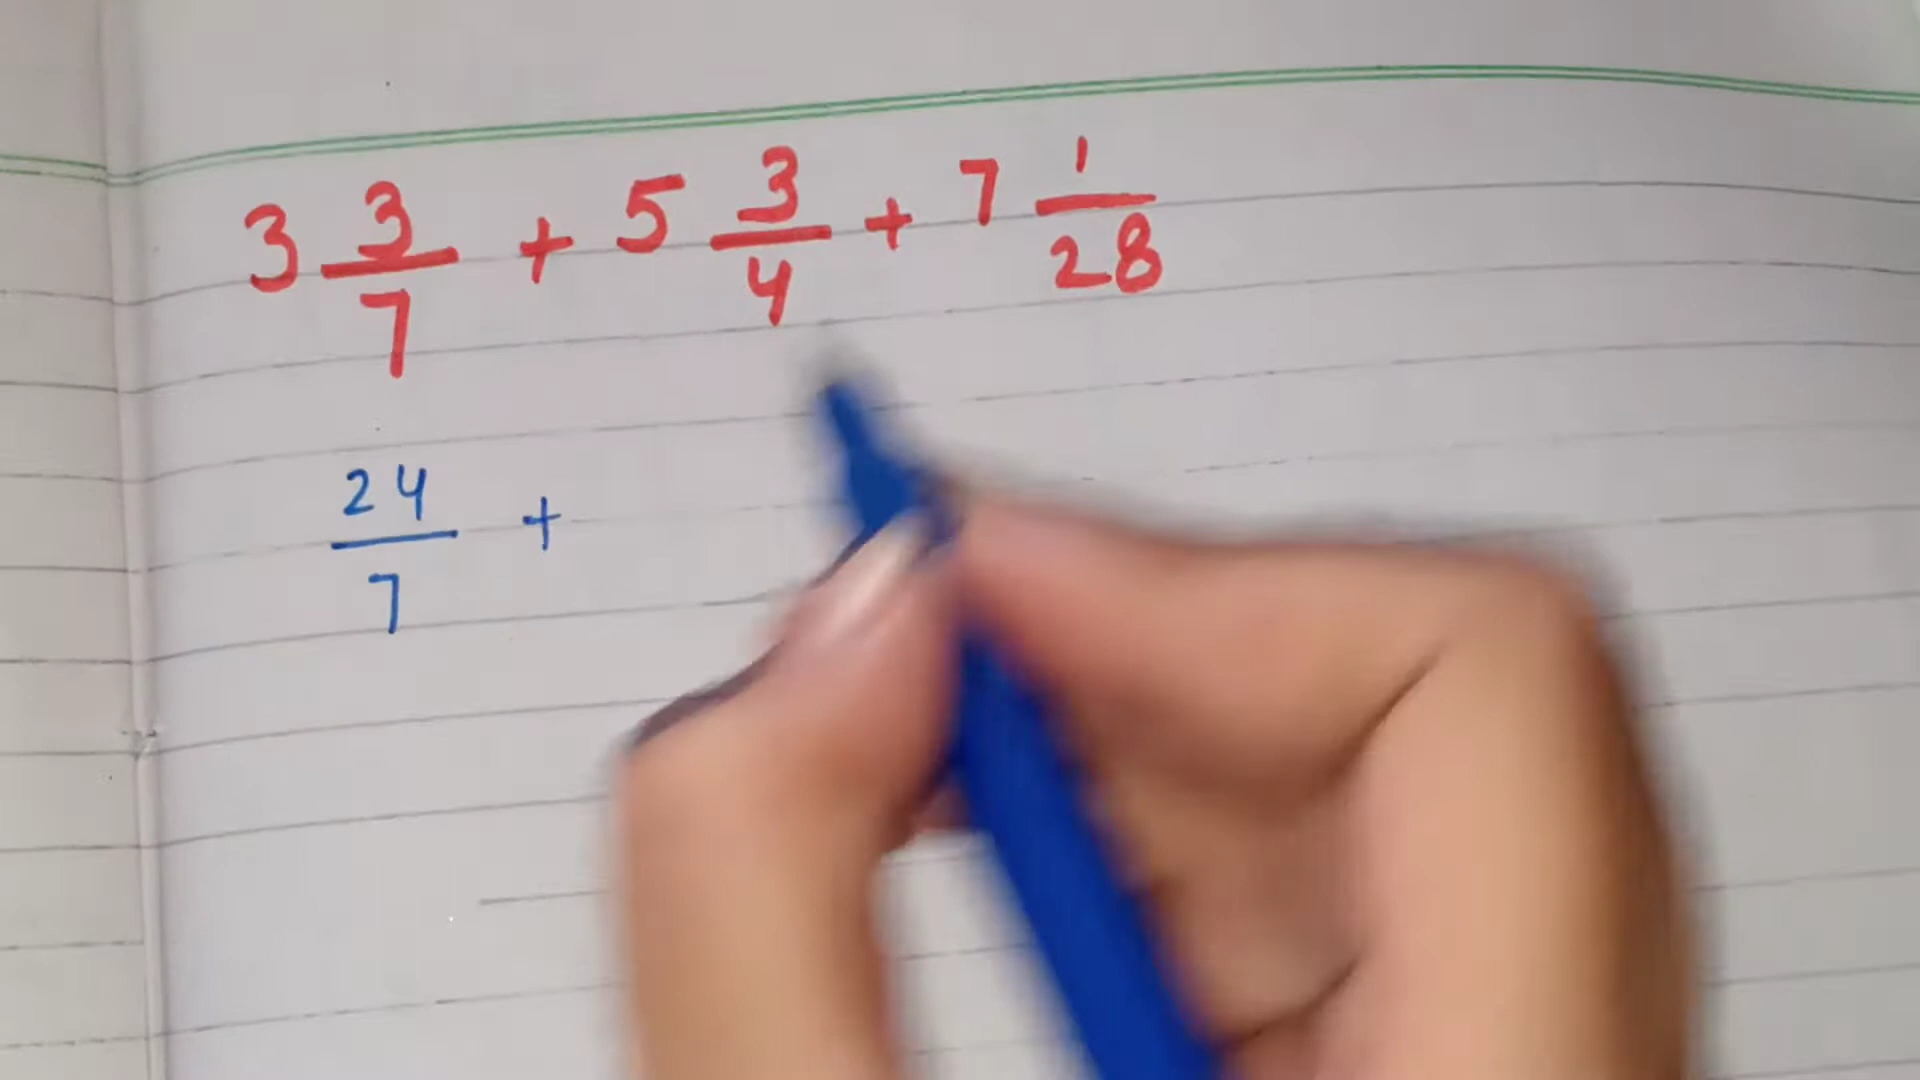 3 3/7 + 5 3/4 + 7 1/28
24/7 +